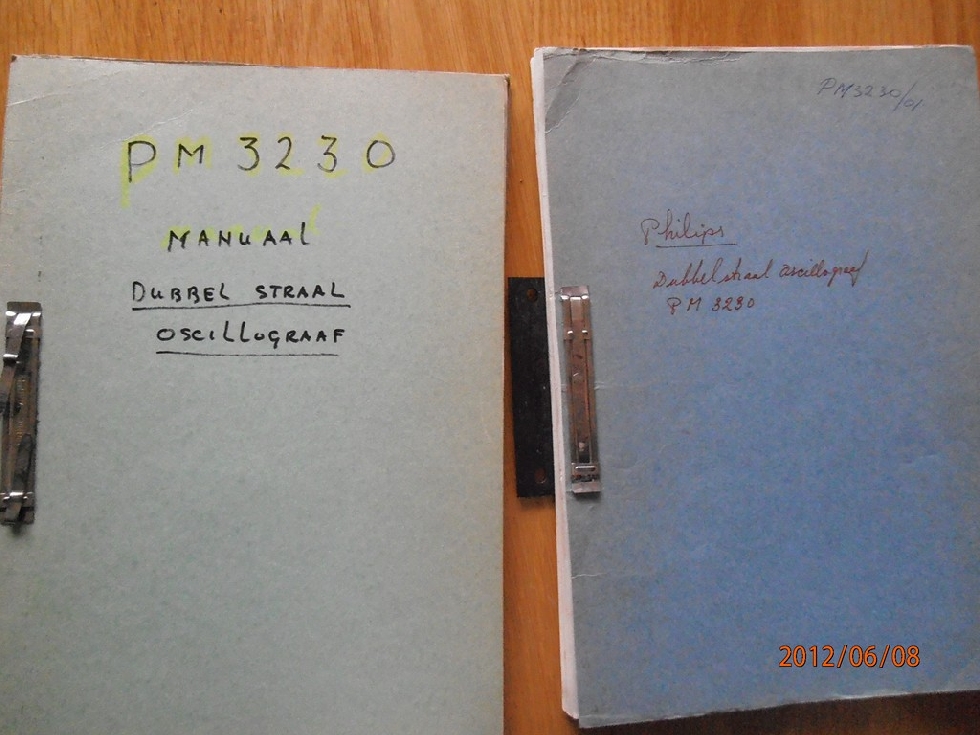 PM 3230
MANUAAL
DUBBEL STRAAL
OSCILLOGRAAF
PM3230/01
Philips
Dubbelstraal oscillograaf
PM 3230
2012/06/08